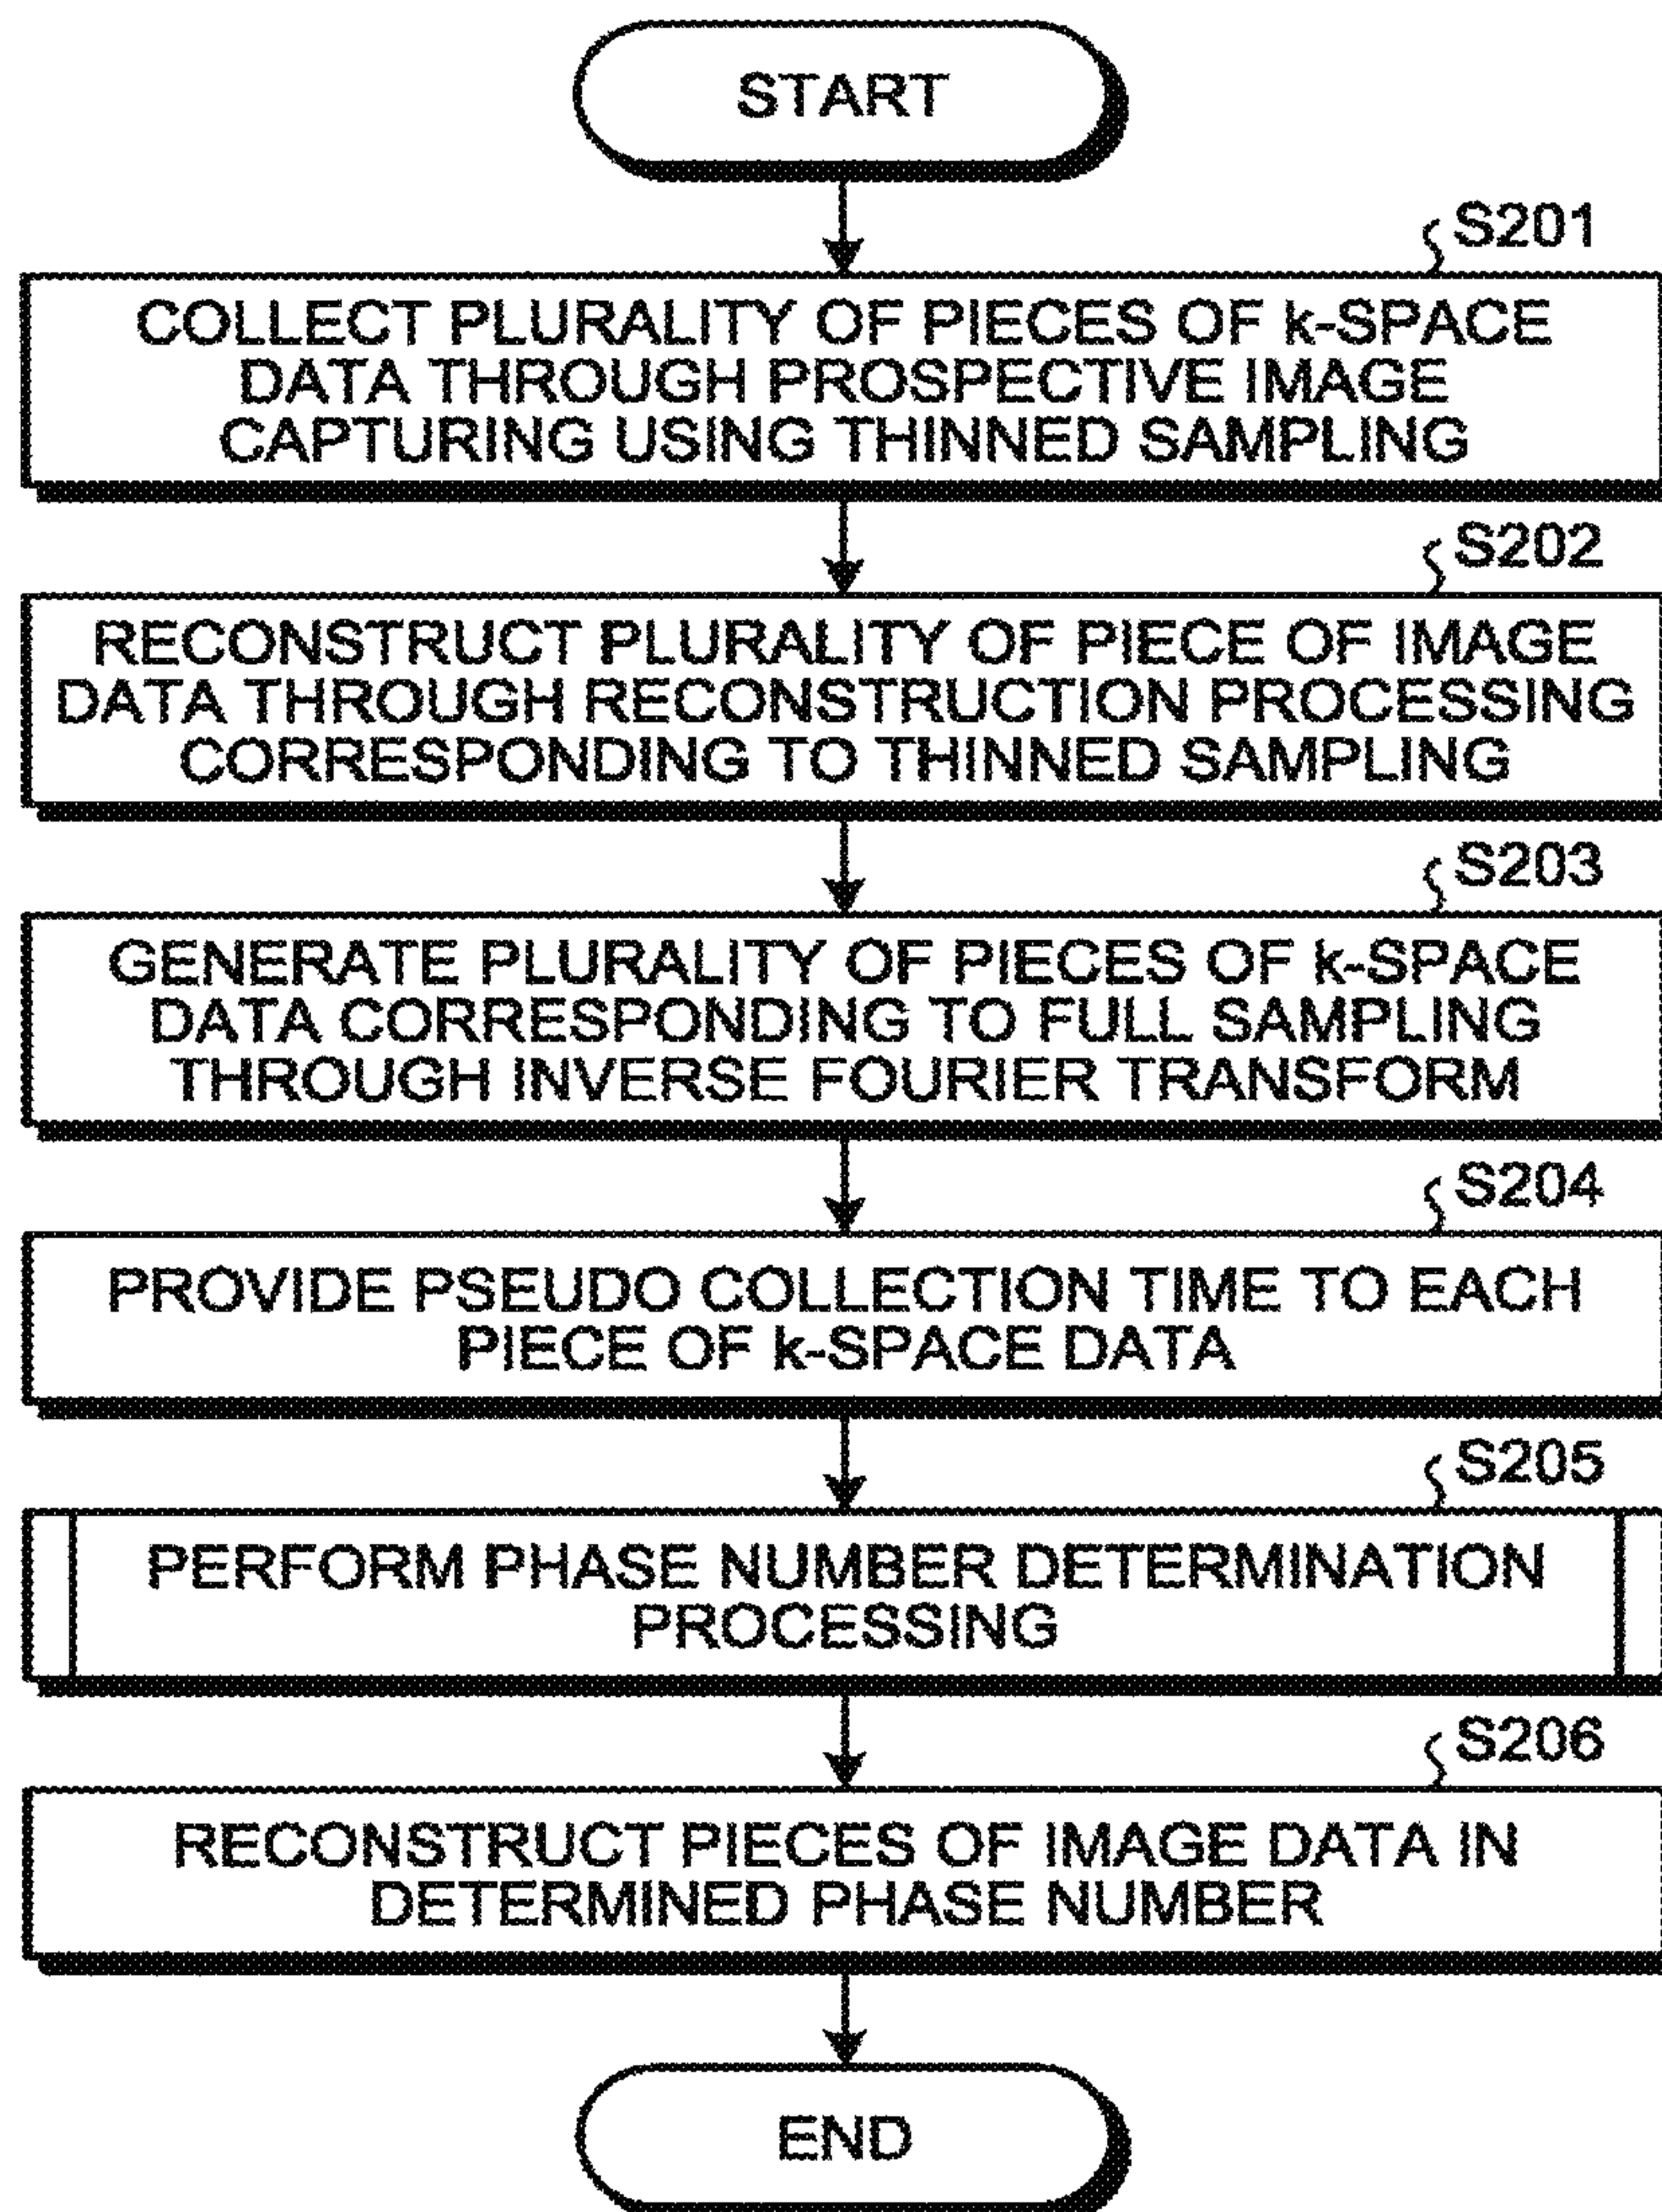 START
S201
COLLECT PLURALITY OF PIECES OF k-SPACE
DATA THROUGH PROSPECTIVE IMAGE
CAPTURING USING THINNED SAMPLING
S202
RECONSTRUCT PLURALITY OF PIECE OF IMAGE
DATA THROUGH RECONSTRUCTION PROCESSING
CORRESPONDING TO THINNED SAMPLING
S203
GENERATE PLURALITY OF PIECES OF k-SPACE
DATA CORRESPONDING TO FULL SAMPLING
THROUGH INVERSE FOURIER TRANSFORM
S204
PROVIDE PSEUDO COLLECTION TIME TO EACH
PIECE OF k-SPACE DATA
S205
PERFORM PHASE NUMBER DETERMINATION
PROCESSING
S206
RECONSTRUCT PIECES OF IMAGE DATA IN
DETERMINED PHASE NUMBER
END